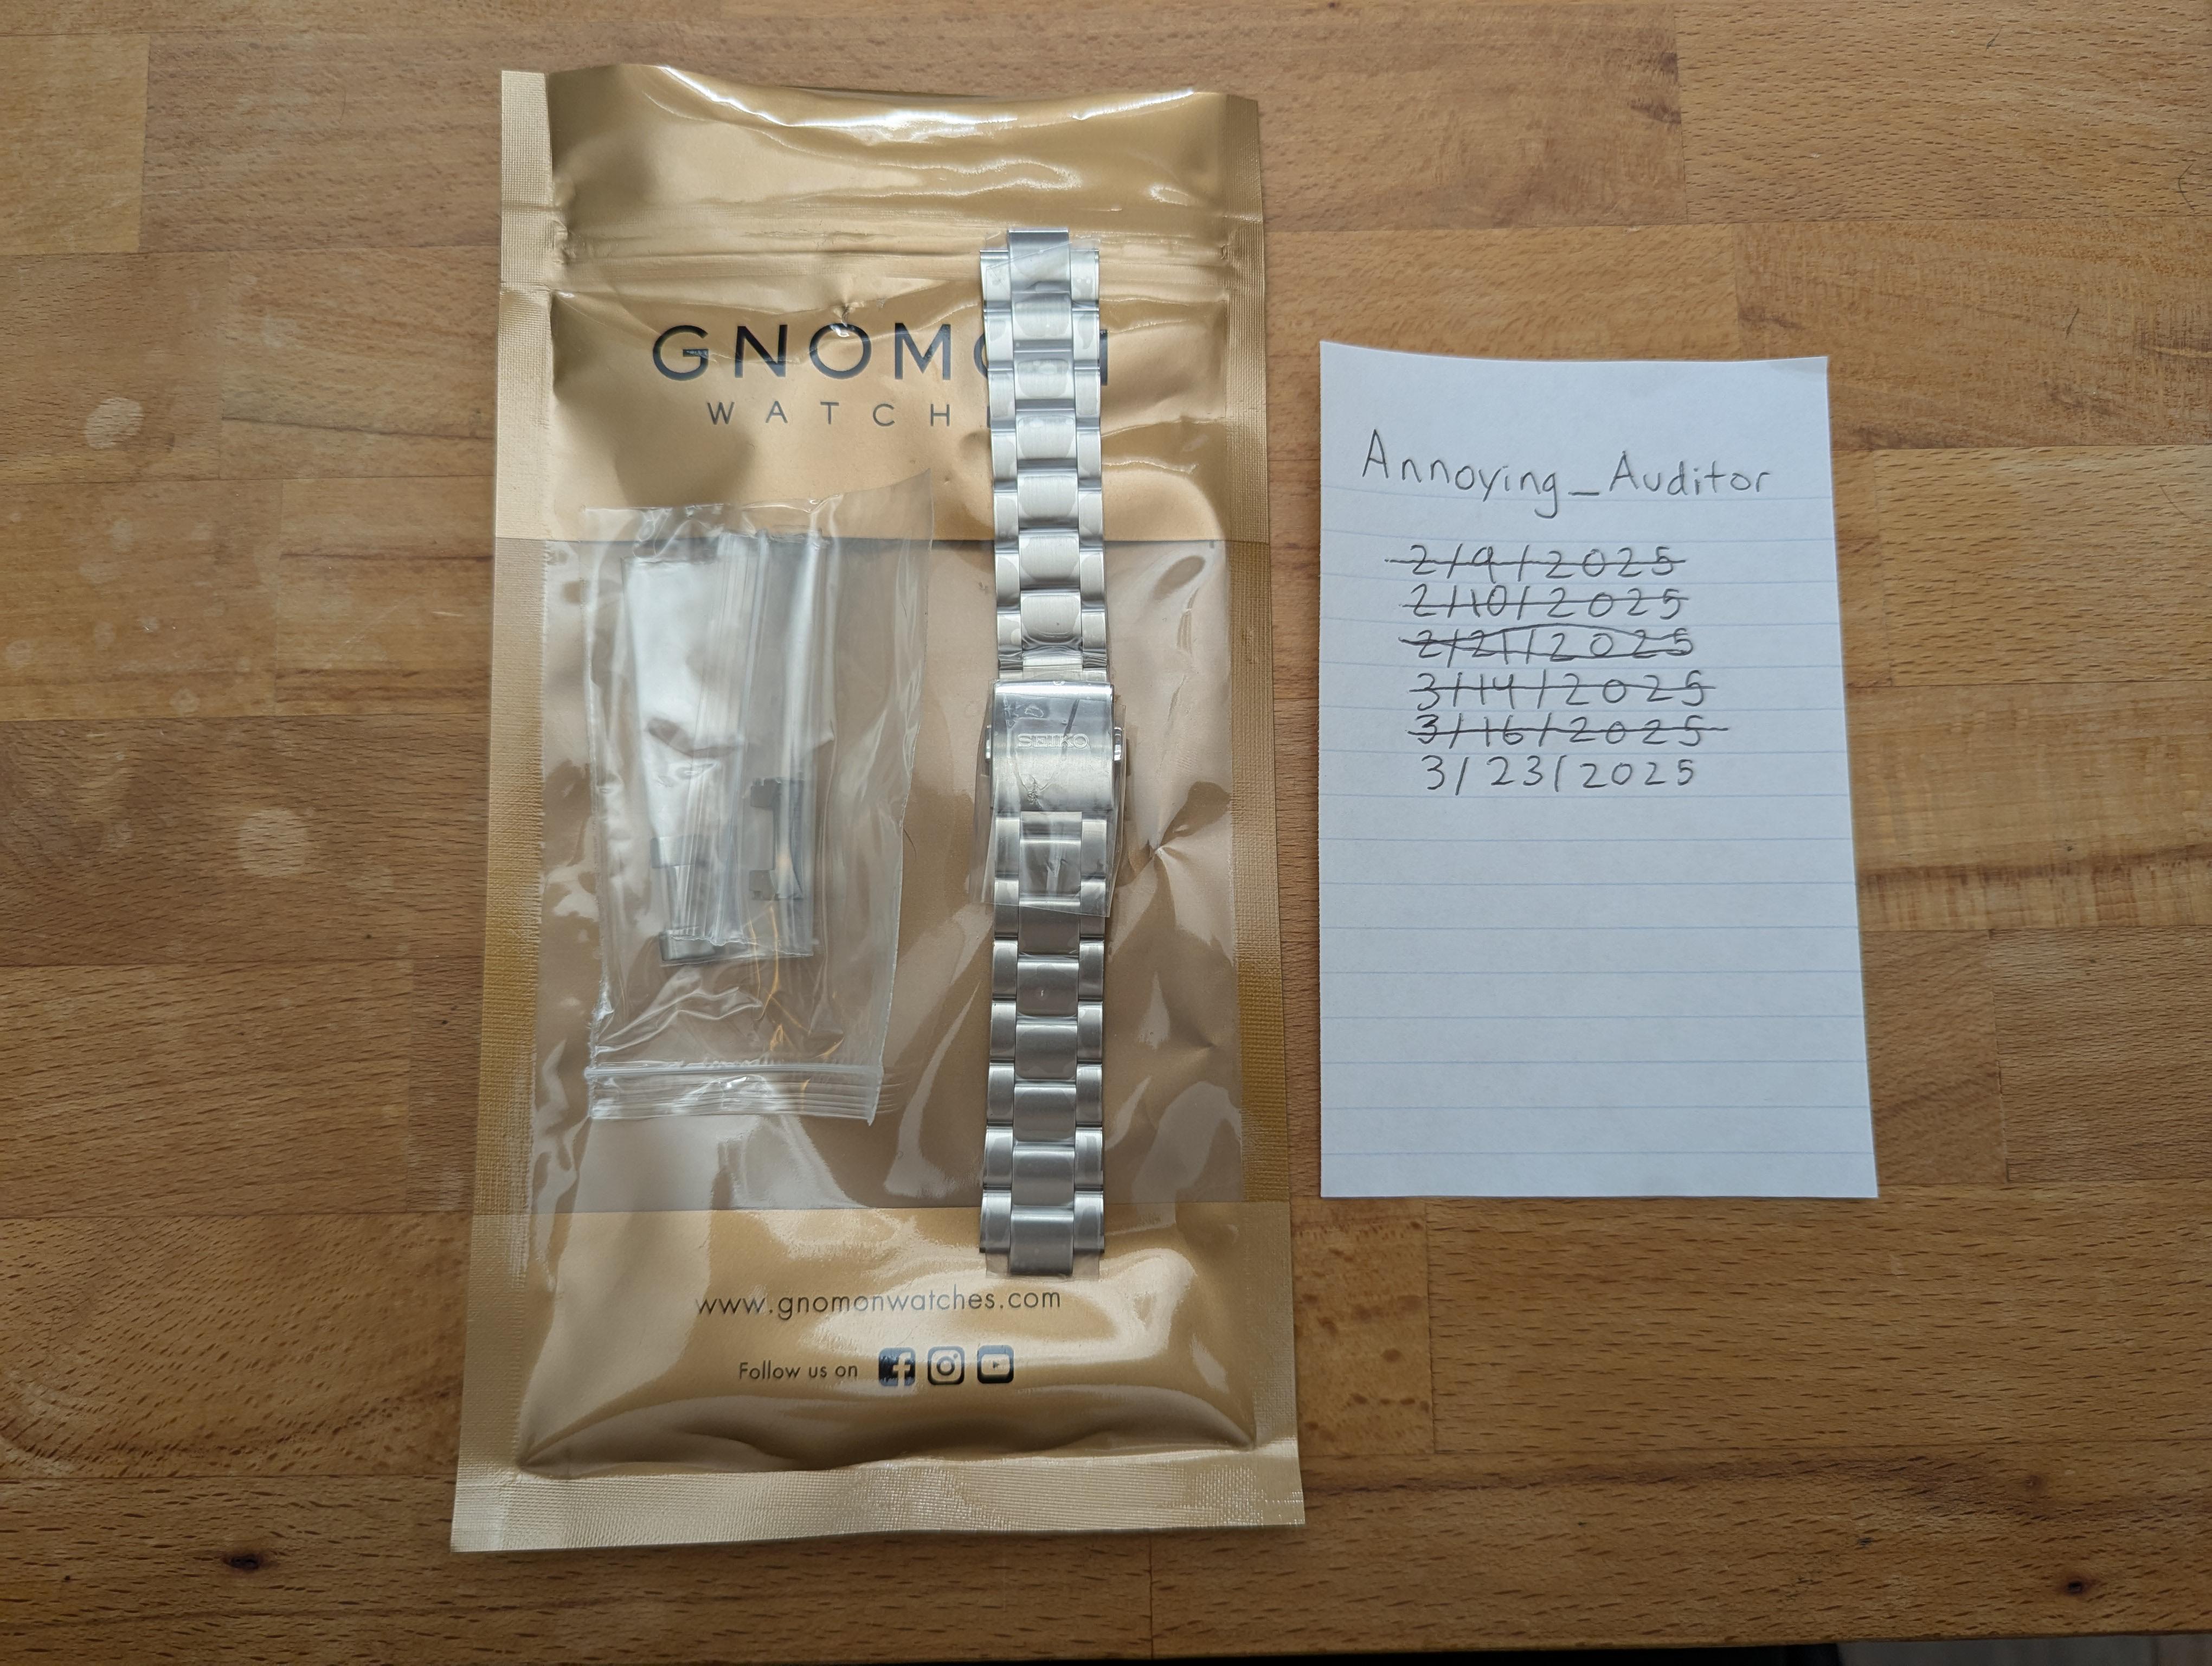 GNOMON
WATCH
SEIKO
www.gnomonwatches.com
Follow us on
Annoying_Auditor
2/9/2025
2/10/2025
2/21/2025
3/14/2025
3/16/2025
3/23/2025